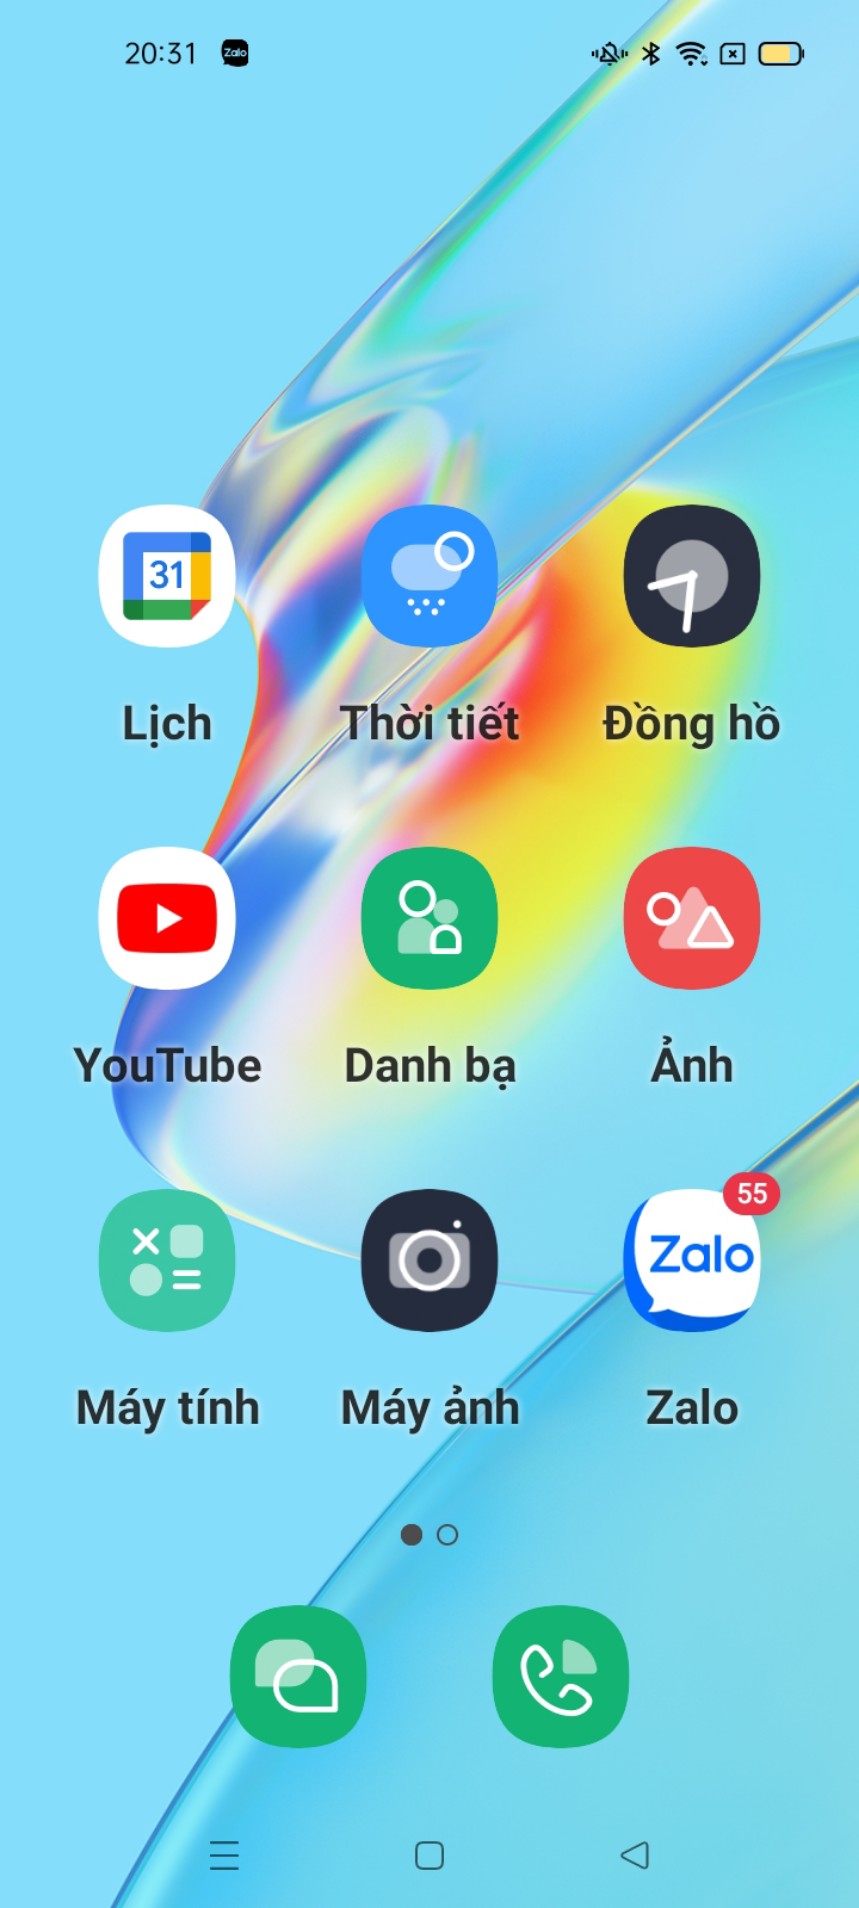 20:31 Zalo
31
Lịch Thời tiết Đồng hồ
YouTube Danh bạ Ảnh
55
Zalo
Máy tính Máy ảnh Zalo